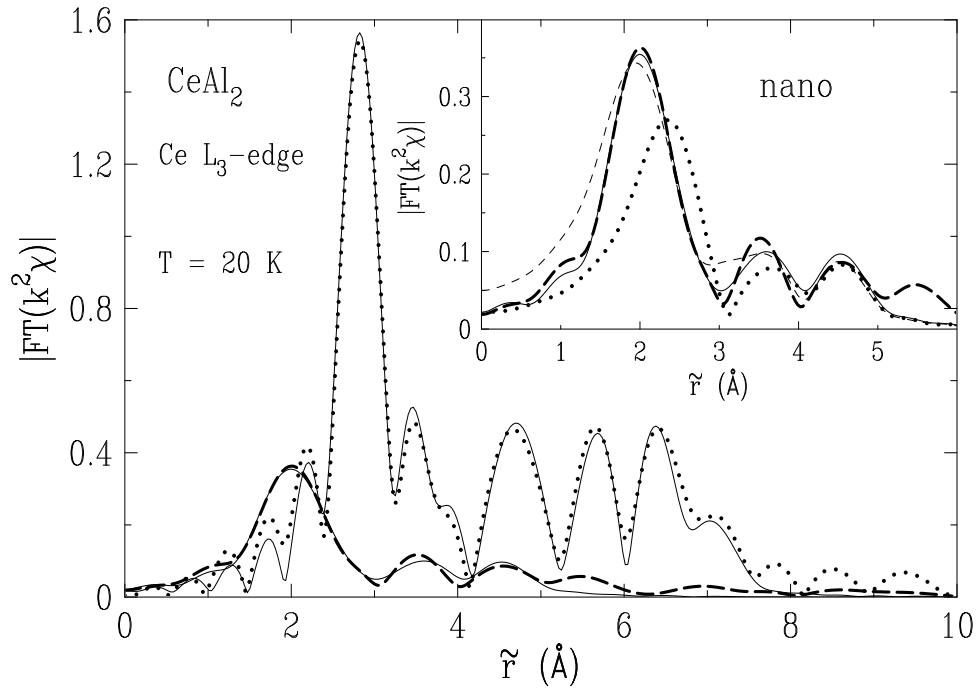 1.6
1.2
0.8
0.4
0
|FT(k²χ)|
CeAl₂
Ce L₃-edge
T = 20 K
0 2 4 6 8 10
r̃ (Å)
nano
0.3
0.2
0.1
0
|FT(k²χ)|
0 1 2 3 4 5
r̃ (Å)